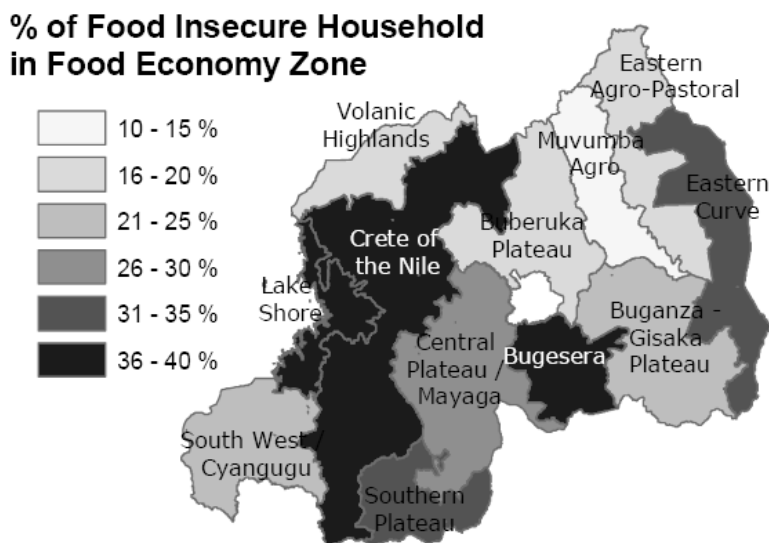 % of Food Insecure Household
in Food Economy Zone
10 - 15 %
16 - 20 %
21 - 25 %
26 - 30 %
31 - 35 %
36 - 40 %
Volanic
Highlands
Eastern
Agro-Pastoral
Muvumba
Agro
Eastern
Curve
Buberuka
Plateau
Crete of
the Nile
Lake
Shore
Buganza -
Gisaka
Plateau
Central
Plateau /
Mayaga
Bugesera
South West /
Cyangugu
Southern
Plateau